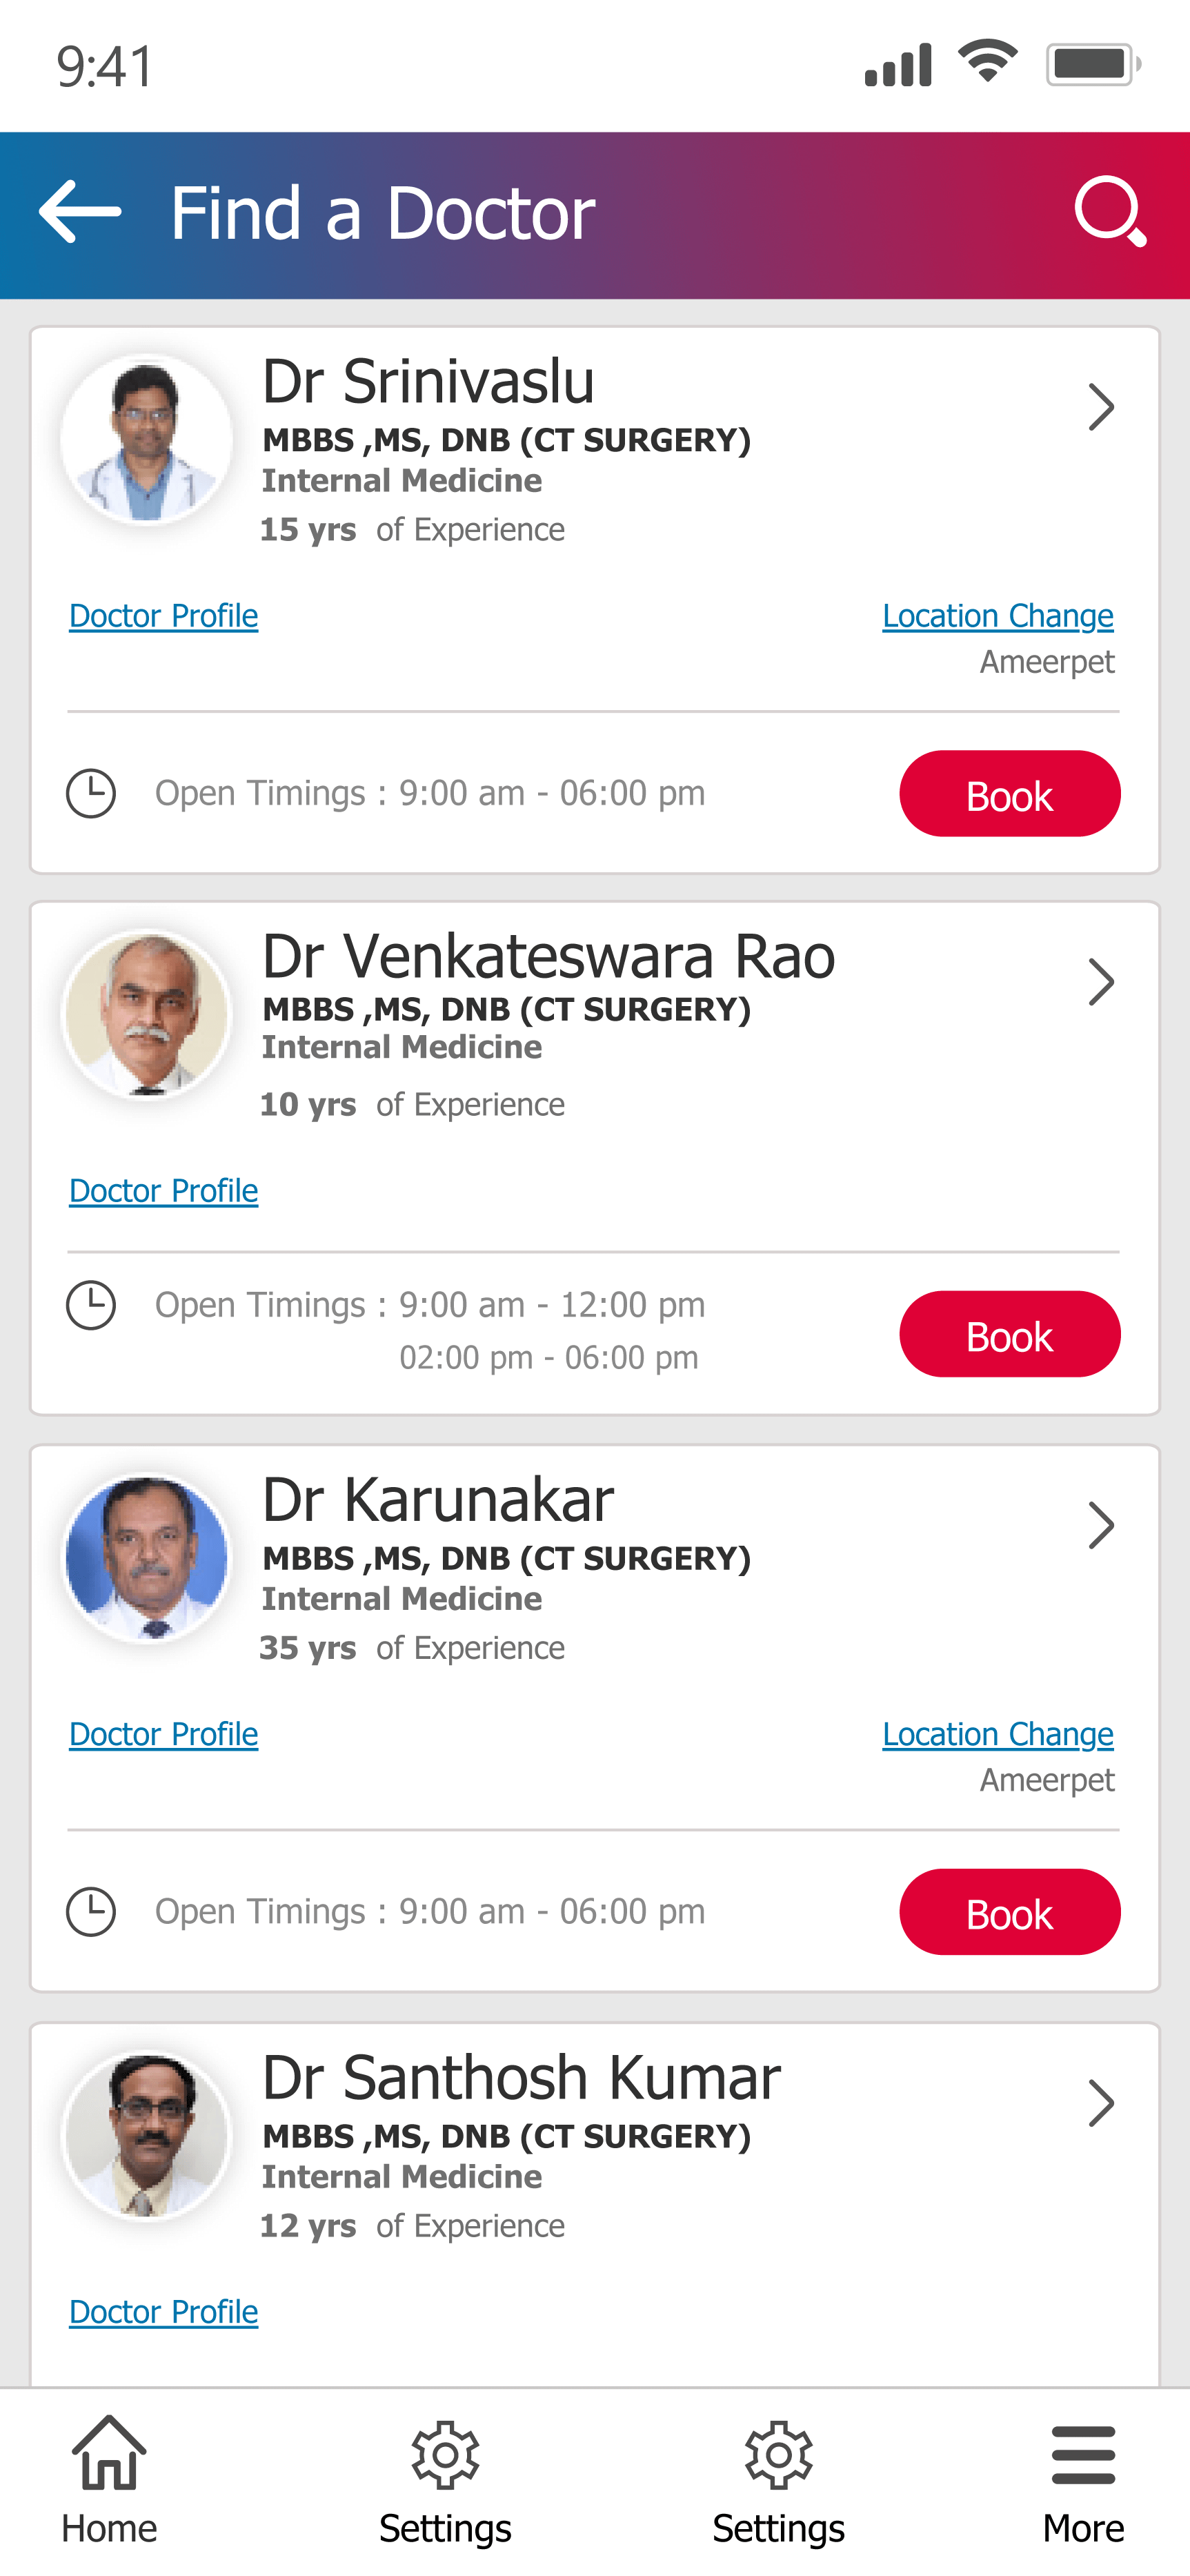 9:41
Find a Doctor
Dr Srinivaslu
MBBS ,MS, DNB (CT SURGERY)
Internal Medicine
15 yrs of Experience
Doctor Profile
Location Change
Ameerpet
Open Timings : 9:00 am - 06:00 pm
Book
Dr Venkateswara Rao
MBBS ,MS, DNB (CT SURGERY)
Internal Medicine
10 yrs of Experience
Doctor Profile
Open Timings : 9:00 am - 12:00 pm
02:00 pm - 06:00 pm
Book
Dr Karunakar
MBBS ,MS, DNB (CT SURGERY)
Internal Medicine
35 yrs of Experience
Doctor Profile
Location Change
Ameerpet
Open Timings : 9:00 am - 06:00 pm
Book
Dr Santhosh Kumar
MBBS ,MS, DNB (CT SURGERY)
Internal Medicine
12 yrs of Experience
Doctor Profile
Home
Settings
Settings
More